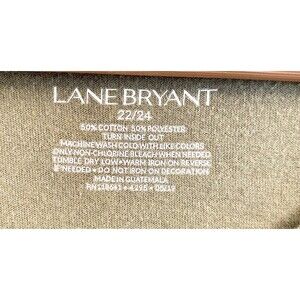 LANE BRYANT
22/24
50% COTTON 50% POLYESTER
TURN INSIDE OUT
MACHINE WASH COLD WITH LIKE COLORS
ONLY NON-CHLORINE BLEACH WHEN NEEDED
TUMBLE DRY LOW • WARM IRON ON REVERSE
IF NEEDED • DO NOT IRON ON DECORATION
MADE IN GUATEMALA